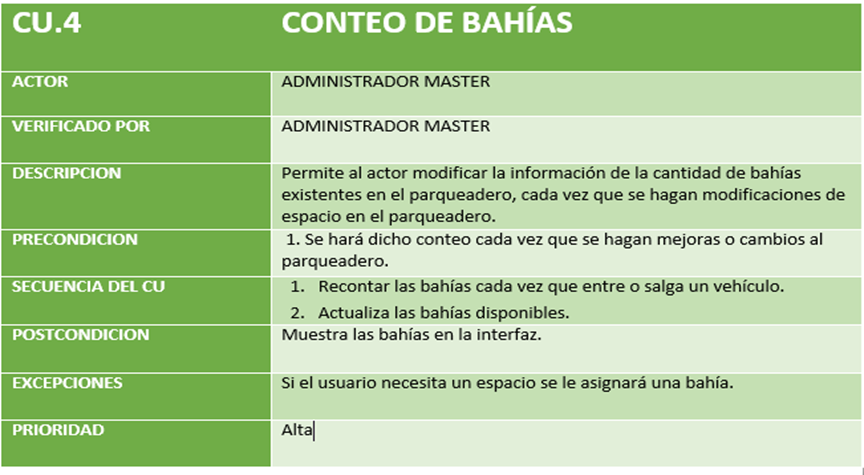 CU.4 CONTEO DE BAHÍAS
ACTOR ADMINISTRADOR MASTER
VERIFICADO POR ADMINISTRADOR MASTER
DESCRIPCION Permite al actor modificar la información de la cantidad de bahías
existentes en el parqueadero, cada vez que se hagan modificaciones de
espacio en el parqueadero.
PRECONDICION 1. Se hará dicho conteo cada vez que se hagan mejoras o cambios al
parqueadero.
SECUENCIA DEL CU 1. Recontar las bahías cada vez que entre o salga un vehículo.
2. Actualiza las bahías disponibles.
POSTCONDICION Muestra las bahías en la interfaz.
EXCEPCIONES Si el usuario necesita un espacio se le asignará una bahía.
PRIORIDAD Alta